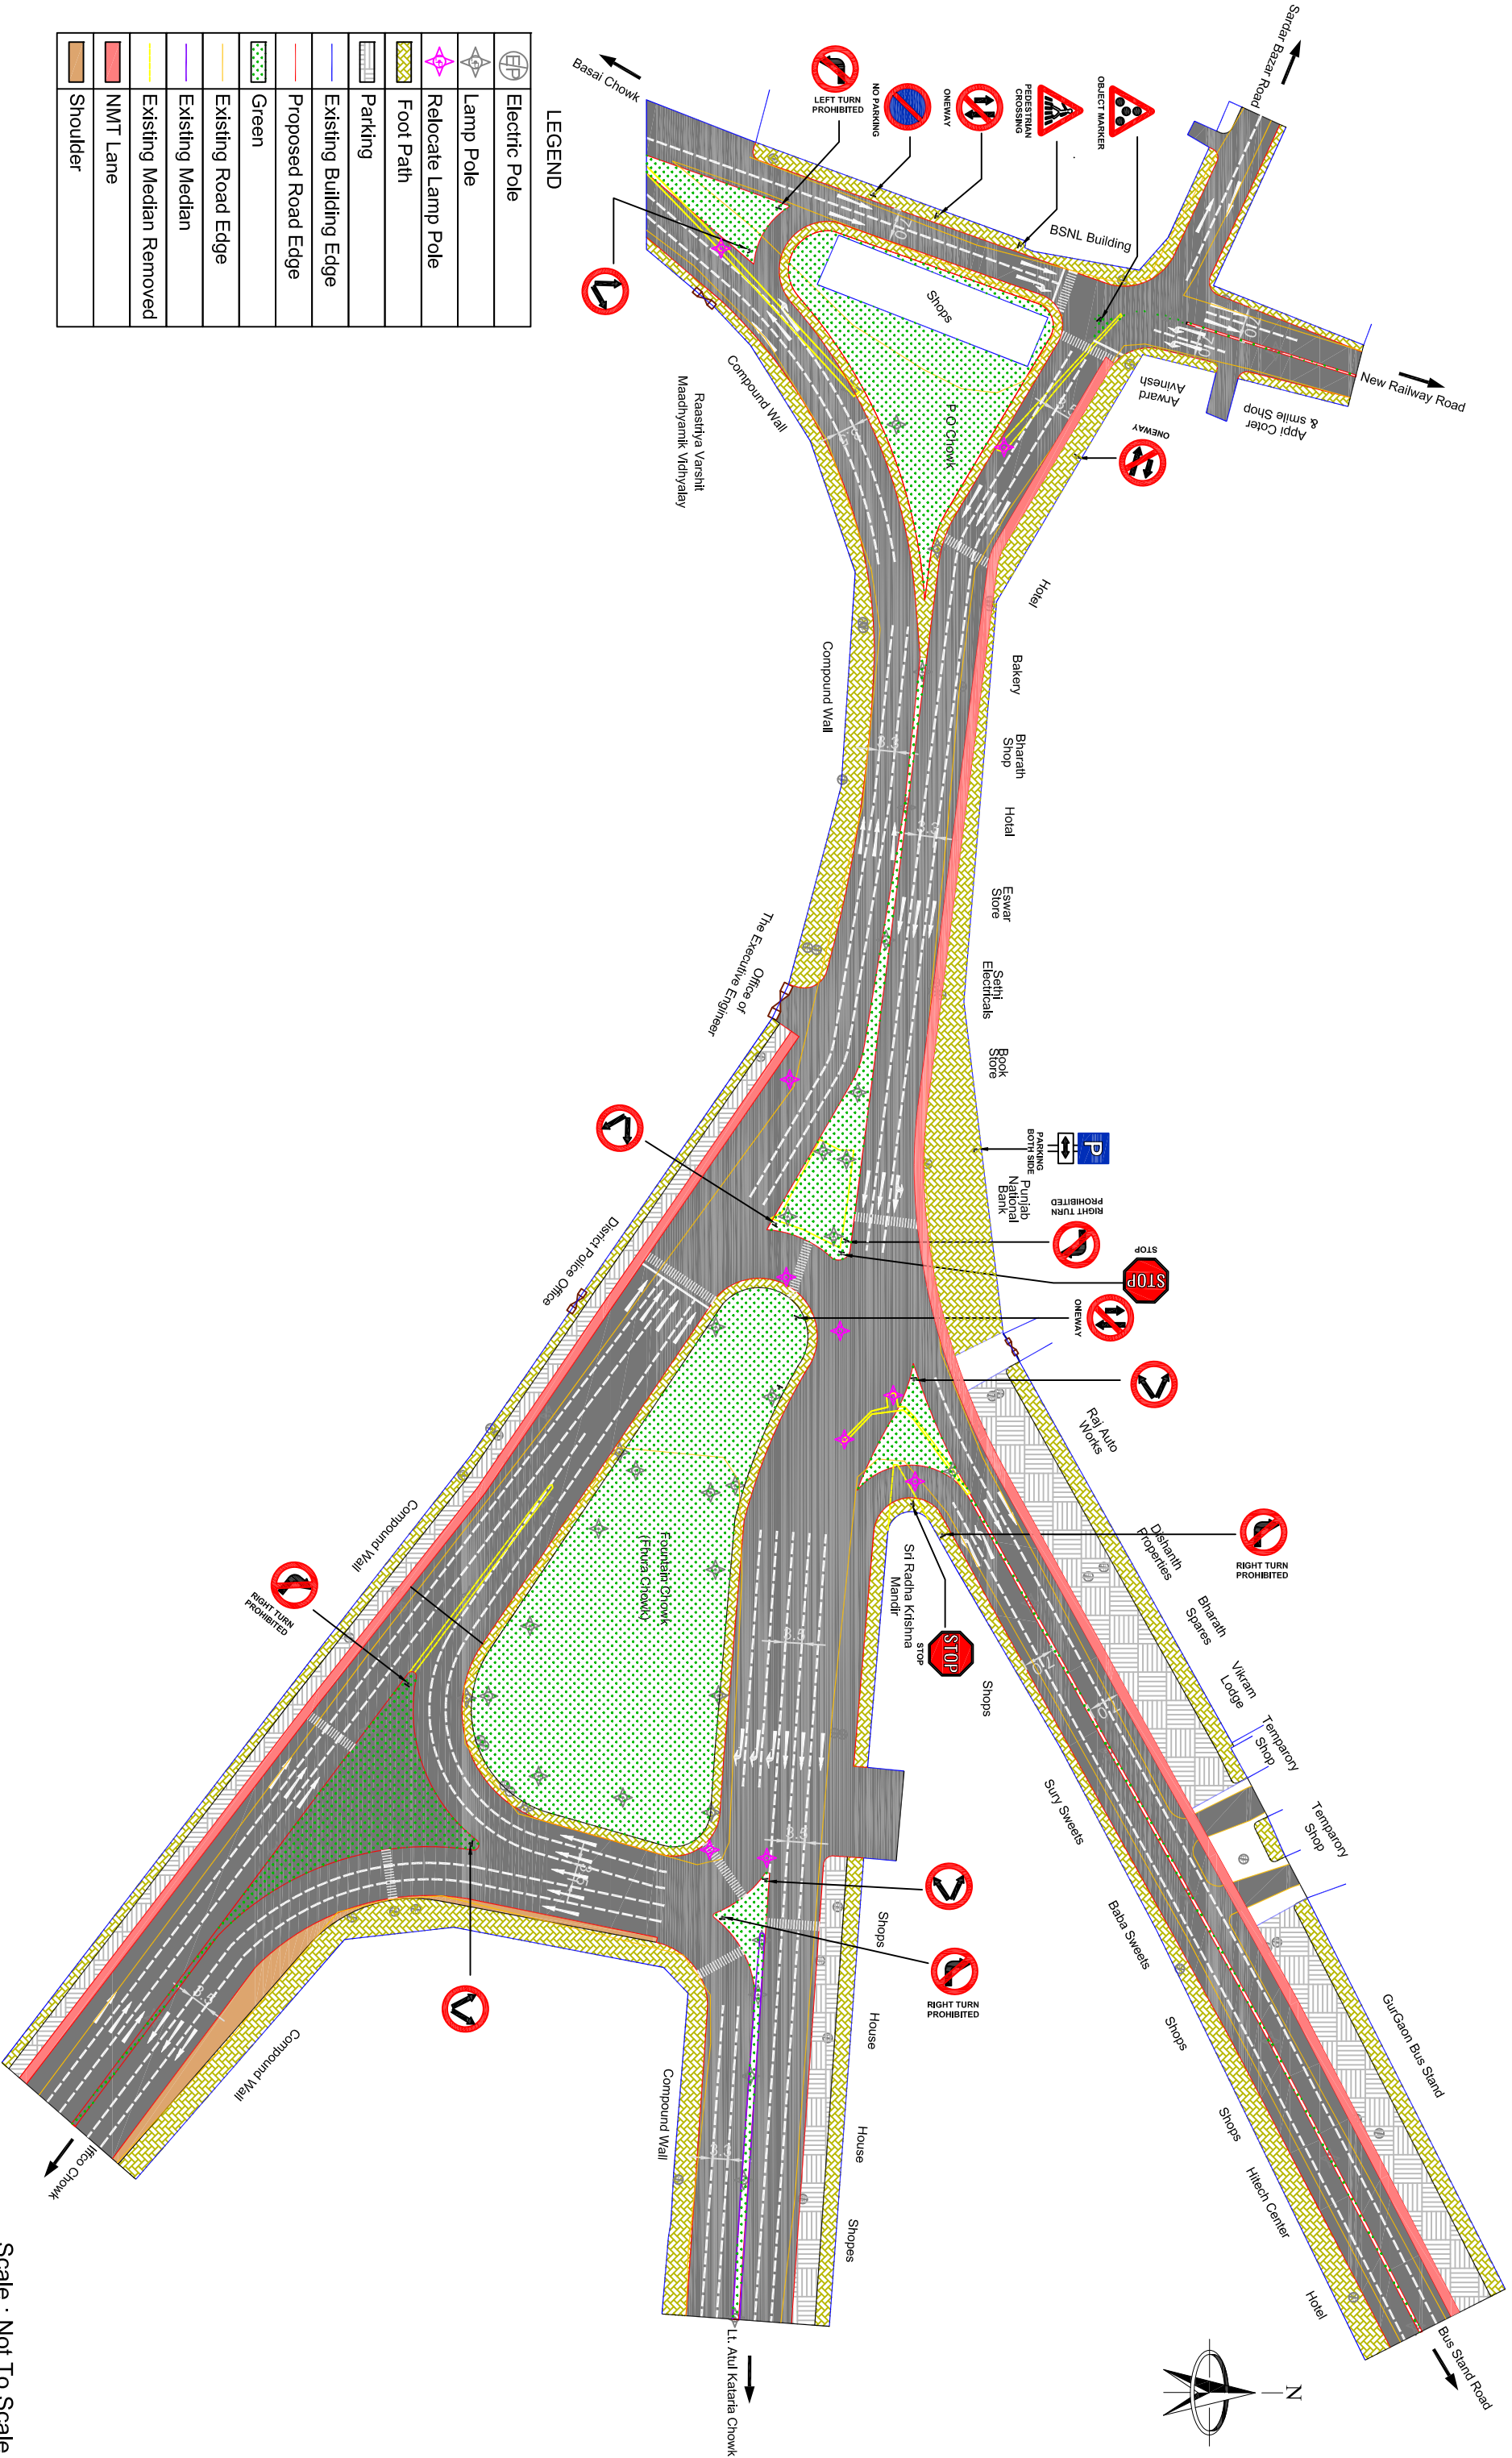 Sardar Bazar Road
Basai Chowk
LEFT TURN
PROHIBITED
NO PARKING
ONEWAY
PEDESTRIAN
CROSSING
OBJECT MARKER
BSNL Building
Shops
New Railway Road
Avinesh
Arward
Appi Coter
& smile Shop
ONEWAY
P.O Chowk
Compound Wall
Raastriya Varshit
Maadhyamik Vidhyalay
Hotel
Bakery
Bharath
Shop
Hotal
Eswar
Store
Sethi
Electricals
Book
Store
Compound Wall
Office of
The Executive Engineer
P
PARKING
BOTH SIDE
Punjab
National
Bank
RIGHT TURN
PROHIBITED
STOP
STOP
ONEWAY
District Police Office
Raj Auto
Works
Dishanth
Properties
Bharath
Spares
Vikram
Lodge
Temparory
Shop
Temparory
Shop
RIGHT TURN
PROHIBITED
Compound Wall
RIGHT TURN
PROHIBITED
Fountain Chowk
(Fhura Chowk)
Sri Radha Krishna
Mandir
STOP
STOP
Shops
Sury Sweets
Baba Sweets
Shops
Shops
Hitech Center
Hotel
GurGaon Bus Stand
Bus Stand Road
Shops
RIGHT TURN
PROHIBITED
House
House
Shopes
Compound Wall
Compound Wall
Iffco Chowk
Lt. Atul Kataria Chowk
N
LEGEND
E/P Electric Pole
Lamp Pole
Relocate Lamp Pole
Foot Path
Parking
Existing Building Edge
Proposed Road Edge
Green
Existing Road Edge
Existing Median
Existing Median Removed
NMT Lane
Shoulder
Scale : Not To Scale